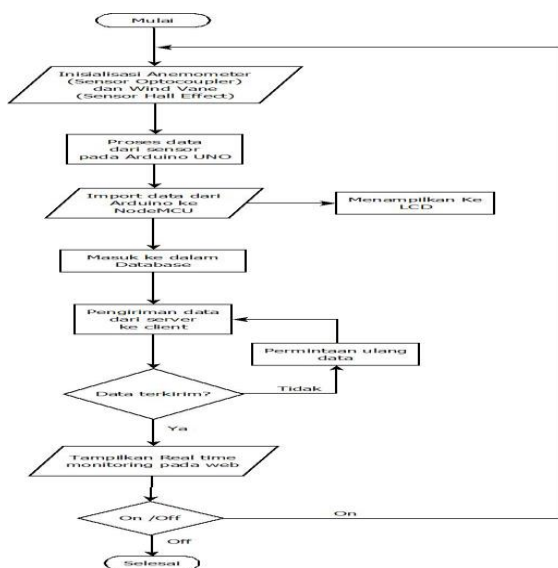 Mulai
Inisialisasi Anemometer
(Sensor Optocoupler)
dan Wind Vane
(Sensor Hall Effect)
Proses data
dari sensor
pada Arduino UNO
Import data dari
Arduino ke
NodeMCU
Menampilkan Ke
LCD
Masuk ke dalam
Database
Pengiriman data
dari server
ke client
Permintaan ulang
data
Data terkirim?
Tidak
Ya
Tampilkan Real time
monitoring pada web
On /Off
On
Off
Selesai